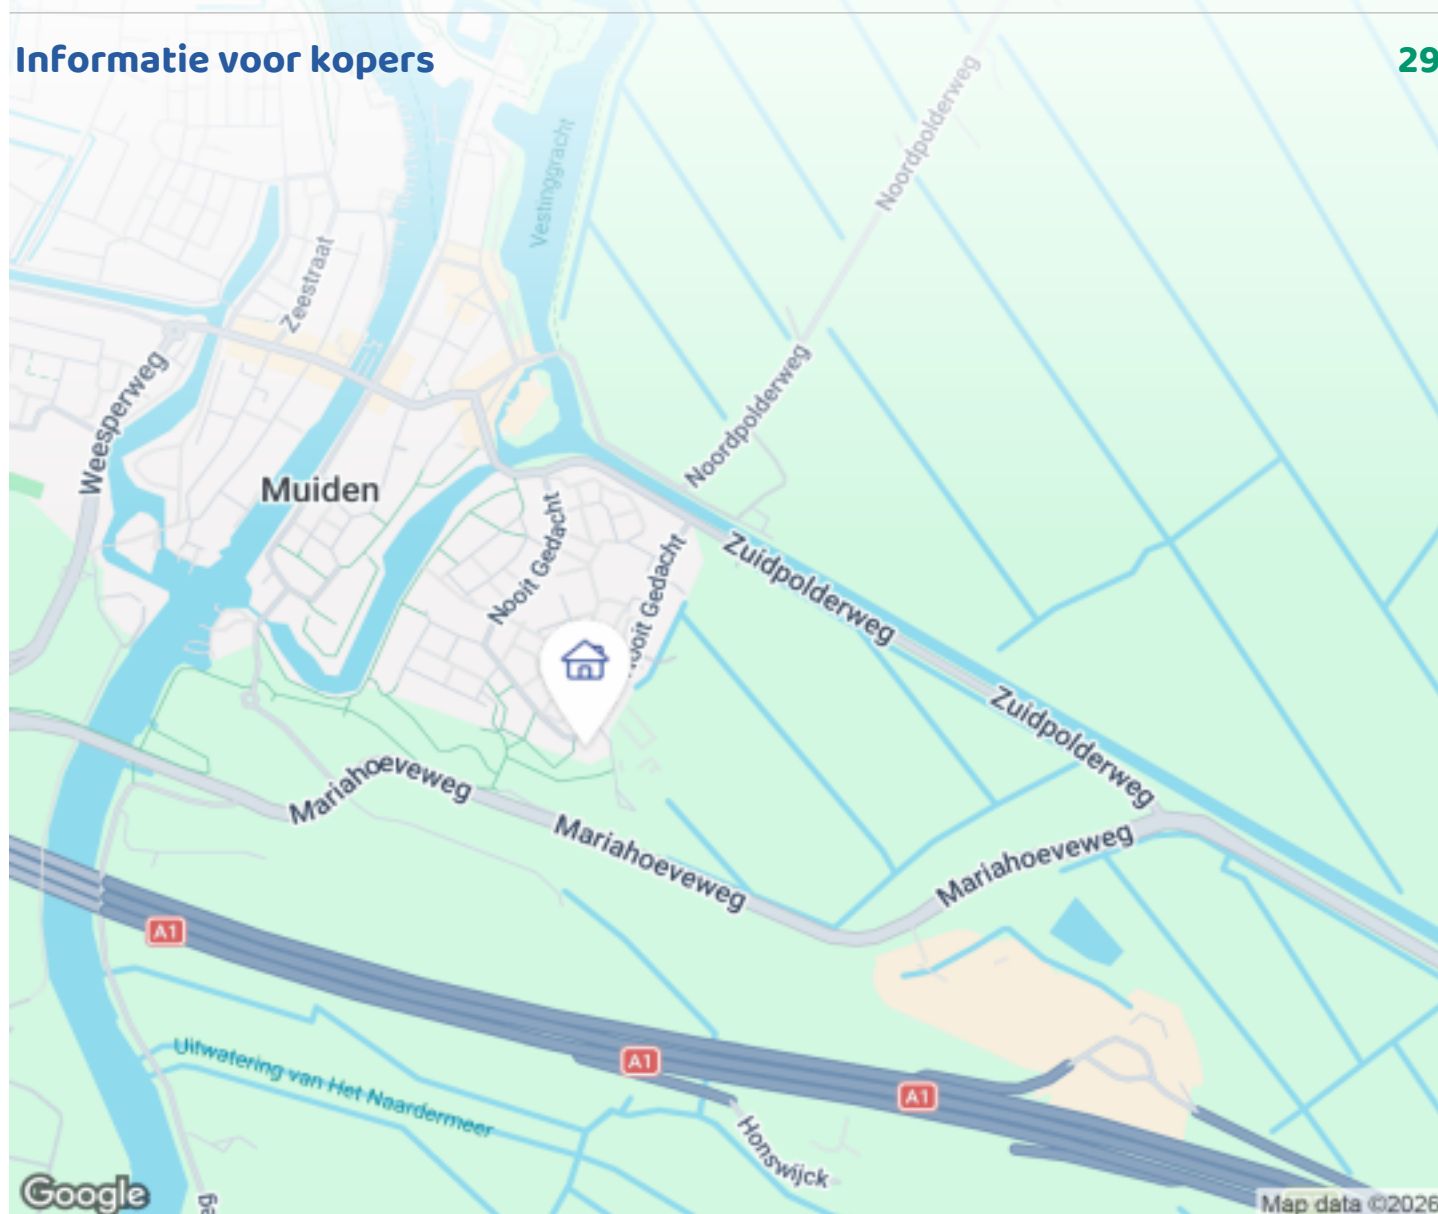 Informatie voor kopers
29
Noordpolderweg
Vestinggracht
Zeestraat
Noordpolderweg
Weesperweg
Muiden
Nooit Gedacht
Nooit Gedacht
Zuidpolderweg
Zuidpolderweg
Mariahoeveweg
Mariahoeveweg
Mariahoeveweg
A1
A1
A1
Uitwatering van Het Naardermeer
Honswijck
Google
Map data ©2026